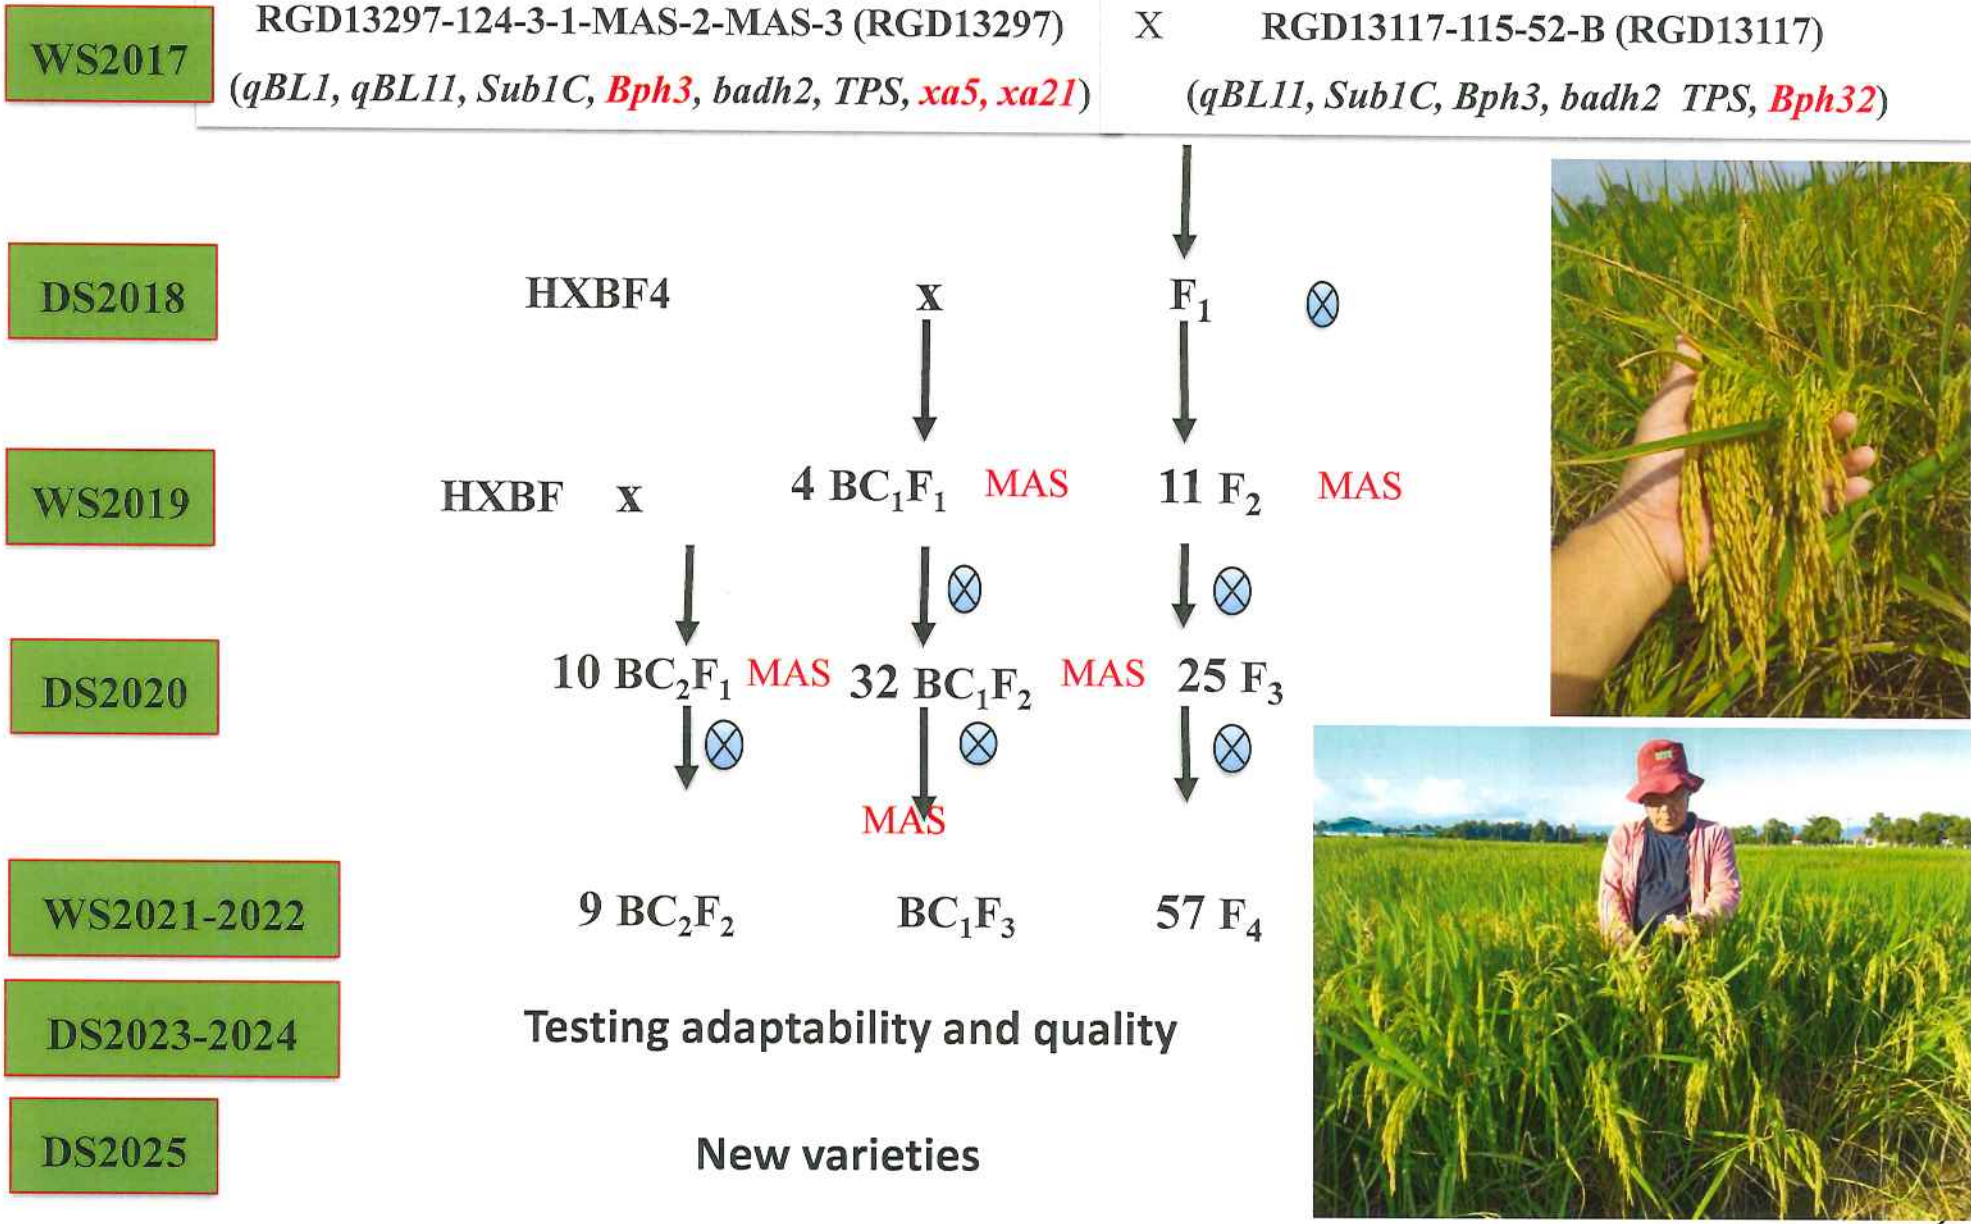 WS2017 RGD13297-124-3-1-MAS-2-MAS-3 (RGD13297) X RGD13117-115-52-B (RGD13117)
(qBL1, qBL11, Sub1C, Bph3, badh2, TPS, xa5, xa21) (qBL11, Sub1C, Bph3, badh2 TPS, Bph32)
DS2018 HXBF4 x F₁
WS2019 HXBF x 4 BC₁F₁ MAS 11 F₂ MAS
DS2020 10 BC₂F₁ MAS 32 BC₁F₂ MAS 25 F₃
MAS
WS2021-2022 9 BC₂F₂ BC₁F₃ 57 F₄
DS2023-2024 Testing adaptability and quality
DS2025 New varieties